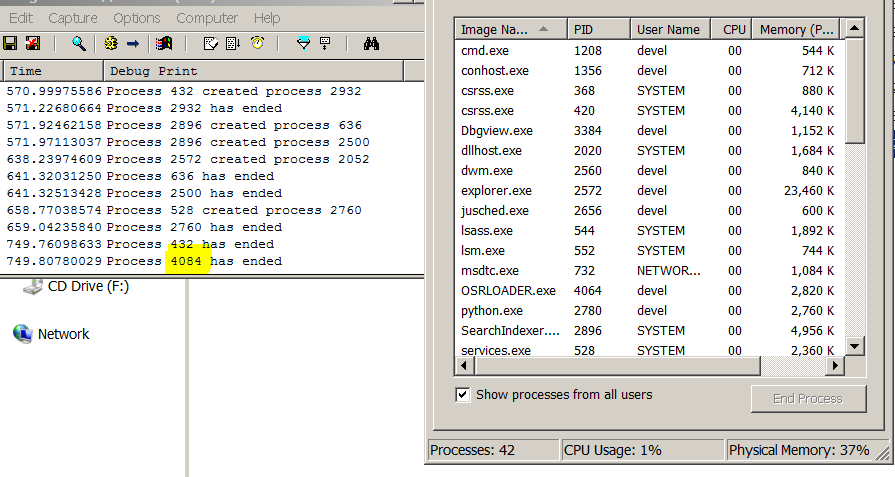 Edit Capture Options Computer Help
Time Debug Print
570.99975586 Process 432 created process 2932
571.22680664 Process 2932 has ended
571.92462158 Process 2896 created process 636
571.97113037 Process 2896 created process 2500
638.23974609 Process 2572 created process 2052
641.32031250 Process 636 has ended
641.32513428 Process 2500 has ended
658.77038574 Process 528 created process 2760
659.04235840 Process 2760 has ended
749.76098633 Process 432 has ended
749.80780029 Process 4084 has ended
CD Drive (F:)
Network
Image Na... PID User Name CPU Memory (P...
cmd.exe 1208 devel 00 544 K
conhost.exe 1356 devel 00 712 K
csrss.exe 368 SYSTEM 00 880 K
csrss.exe 420 SYSTEM 00 4,140 K
Dbgview.exe 3384 devel 00 1,152 K
dllhost.exe 2020 SYSTEM 00 1,684 K
dwm.exe 2560 devel 00 840 K
explorer.exe 2572 devel 00 23,460 K
jusched.exe 2656 devel 00 600 K
lsass.exe 544 SYSTEM 00 1,892 K
lsm.exe 552 SYSTEM 00 744 K
msdtc.exe 732 NETWOR... 00 1,084 K
OSRLOADER.exe 4064 devel 00 2,820 K
python.exe 2780 devel 00 2,760 K
SearchIndexer.... 2896 SYSTEM 00 4,956 K
services.exe 528 SYSTEM 00 2,360 K
Show processes from all users
End Process
Processes: 42 CPU Usage: 1% Physical Memory: 37%